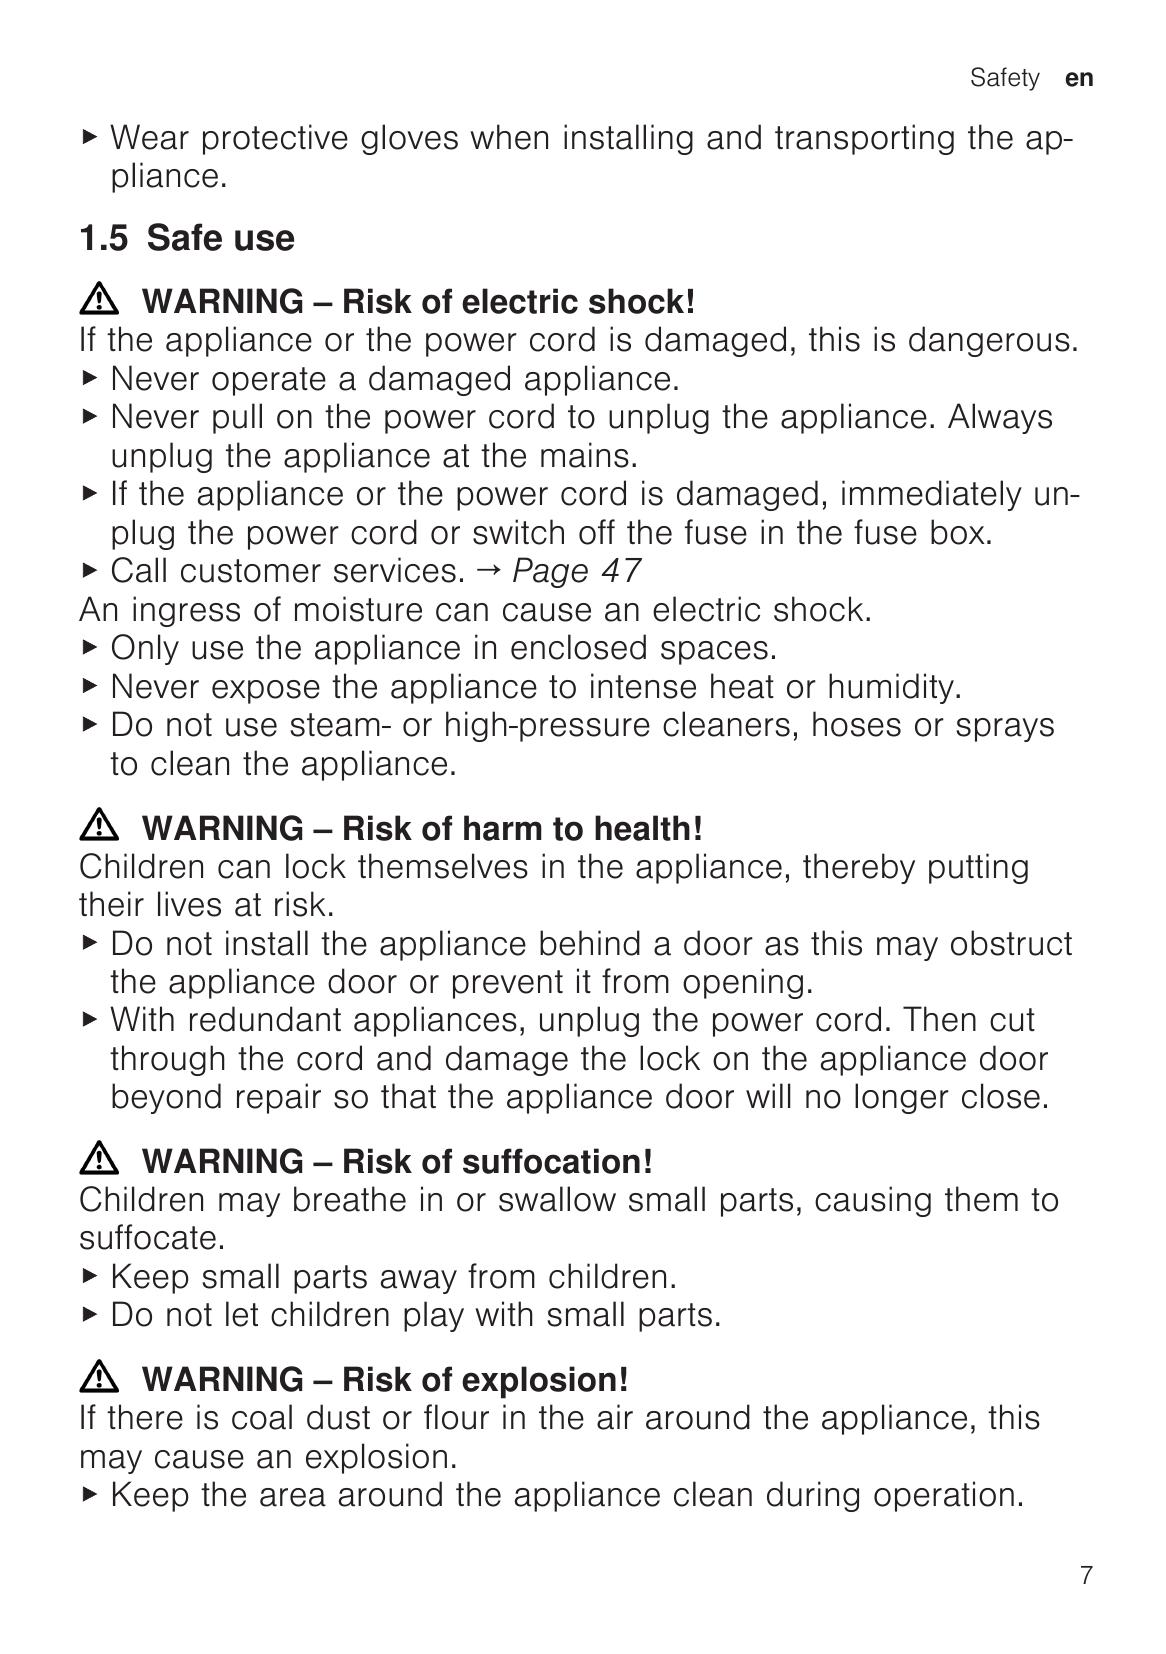 Safety en
▶ Wear protective gloves when installing and transporting the ap-
pliance.
1.5 Safe use
⚠ WARNING – Risk of electric shock!
If the appliance or the power cord is damaged, this is dangerous.
▶ Never operate a damaged appliance.
▶ Never pull on the power cord to unplug the appliance. Always
unplug the appliance at the mains.
▶ If the appliance or the power cord is damaged, immediately un-
plug the power cord or switch off the fuse in the fuse box.
▶ Call customer services. → Page 47
An ingress of moisture can cause an electric shock.
▶ Only use the appliance in enclosed spaces.
▶ Never expose the appliance to intense heat or humidity.
▶ Do not use steam- or high-pressure cleaners, hoses or sprays
to clean the appliance.
⚠ WARNING – Risk of harm to health!
Children can lock themselves in the appliance, thereby putting
their lives at risk.
▶ Do not install the appliance behind a door as this may obstruct
the appliance door or prevent it from opening.
▶ With redundant appliances, unplug the power cord. Then cut
through the cord and damage the lock on the appliance door
beyond repair so that the appliance door will no longer close.
⚠ WARNING – Risk of suffocation!
Children may breathe in or swallow small parts, causing them to
suffocate.
▶ Keep small parts away from children.
▶ Do not let children play with small parts.
⚠ WARNING – Risk of explosion!
If there is coal dust or flour in the air around the appliance, this
may cause an explosion.
▶ Keep the area around the appliance clean during operation.
7